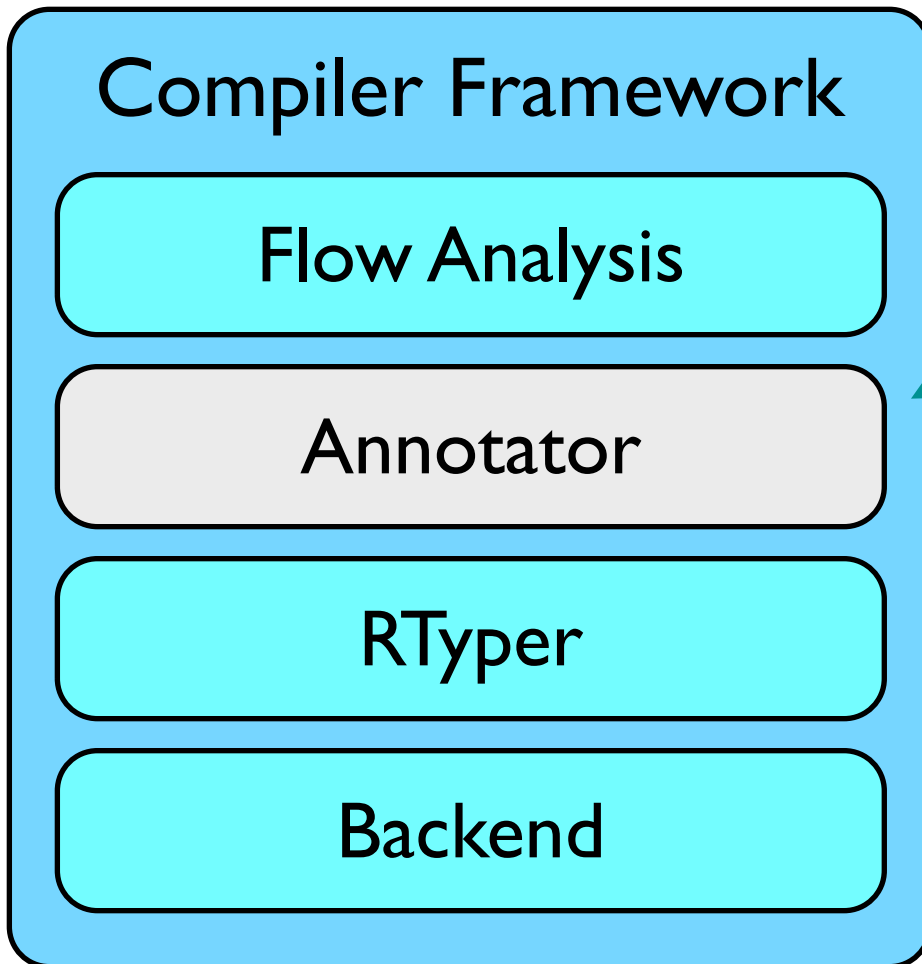 Compiler Framework
Flow Analysis
Annotator
RTyper
Backend